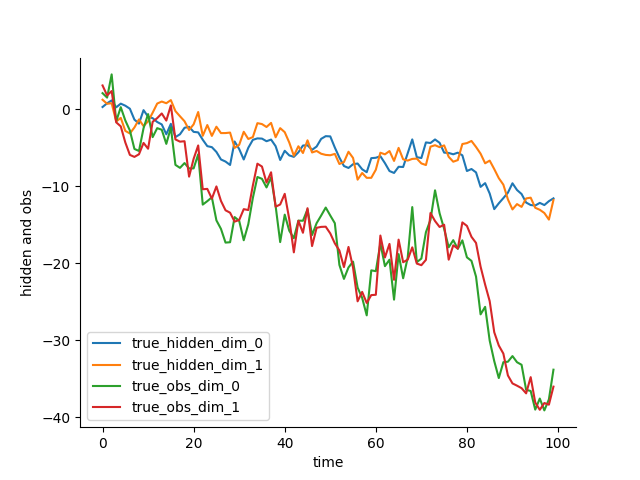 0
−10
−20
−30
−40
hidden and obs
true_hidden_dim_0
true_hidden_dim_1
true_obs_dim_0
true_obs_dim_1
0 20 40 60 80 100
time